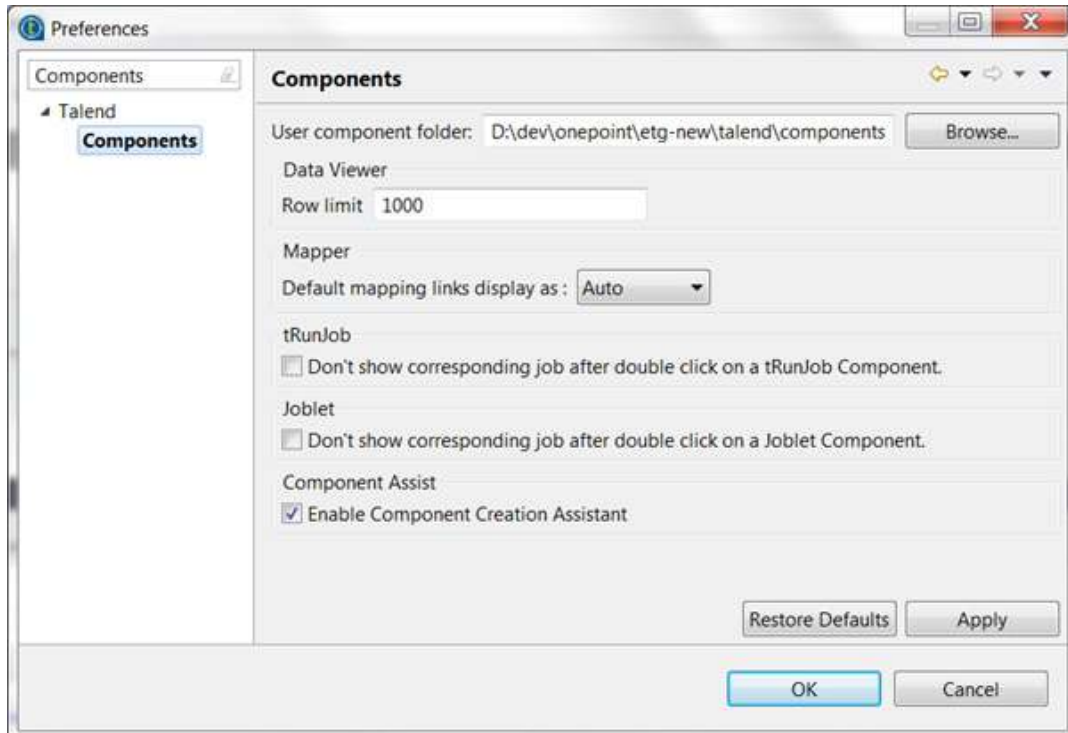 Preferences
Components
Talend
Components
Components
User component folder: D:\dev\onepoint\etg-new\talend\components Browse...
Data Viewer
Row limit 1000
Mapper
Default mapping links display as : Auto
tRunJob
Don't show corresponding job after double click on a tRunJob Component.
Joblet
Don't show corresponding job after double click on a Joblet Component.
Component Assist
Enable Component Creation Assistant
Restore Defaults Apply
OK Cancel